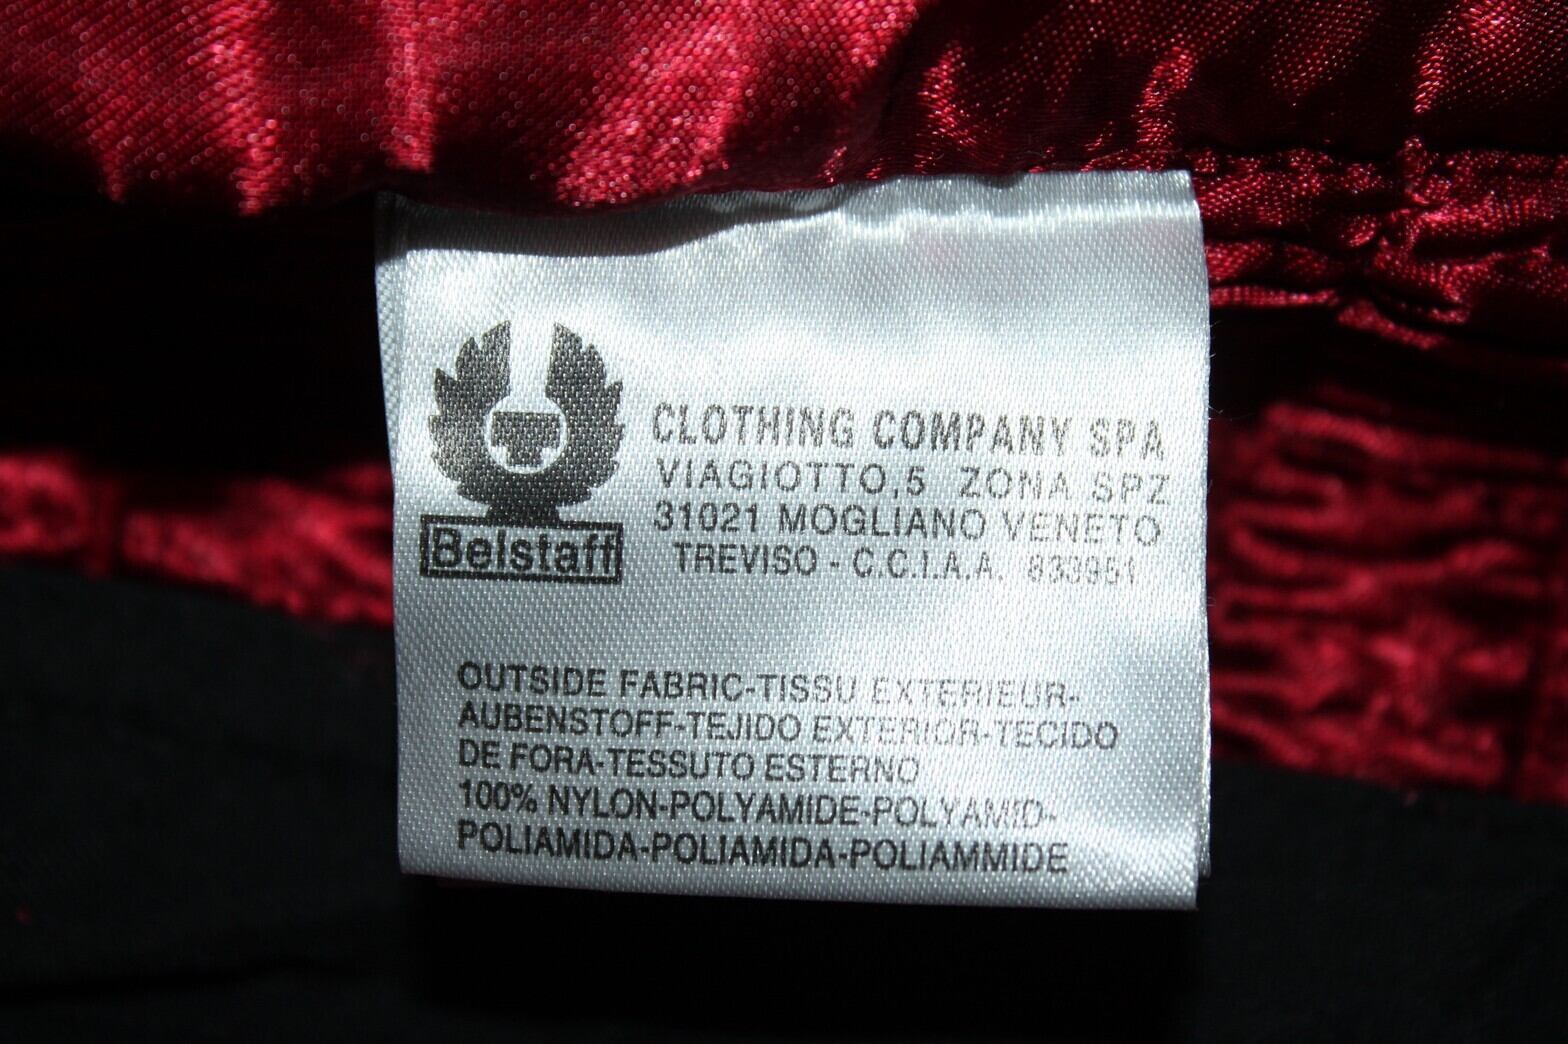 Belstaff
CLOTHING COMPANY SPA
VIAGIOTTO,5 ZONA SPZ
31021 MOGLIANO VENETO
TREVISO - C.C.I.A.A. 833951
OUTSIDE FABRIC-TISSU EXTERIEUR-
AUBENSTOFF-TEJIDO EXTERIOR-TECIDO
DE FORA-TESSUTO ESTERNO
100% NYLON-POLYAMIDE-POLYAMID-
POLIAMIDA-POLIAMIDA-POLIAMMIDE